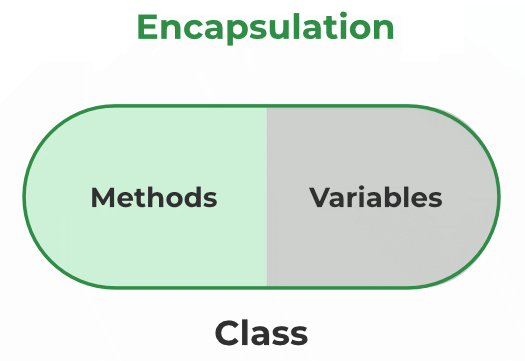 Encapsulation
Methods Variables
Class